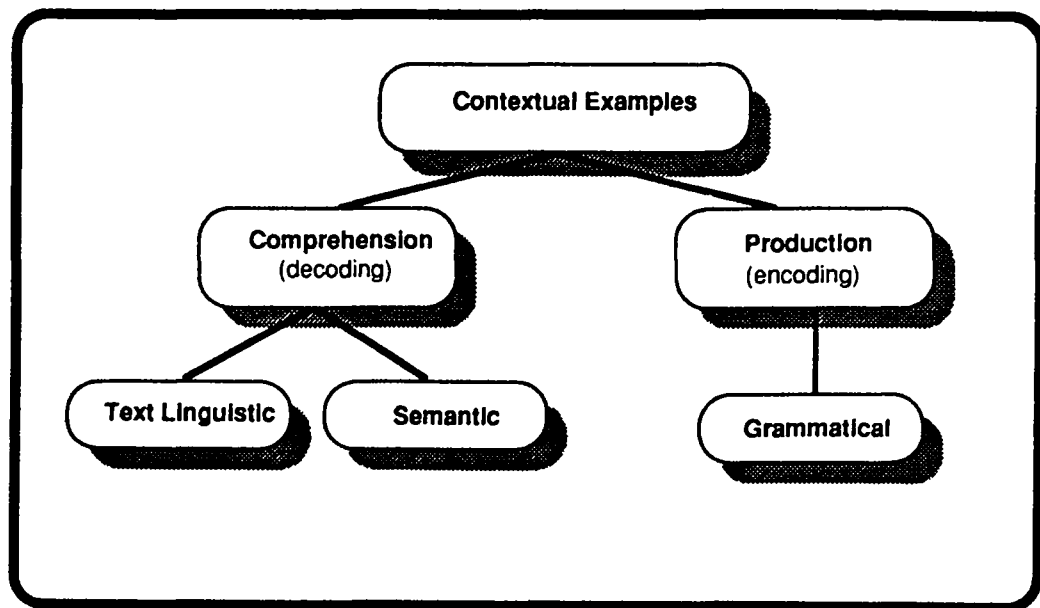 Contextual Examples
Comprehension
(decoding)
Production
(encoding)
Text Linguistic
Semantic
Grammatical